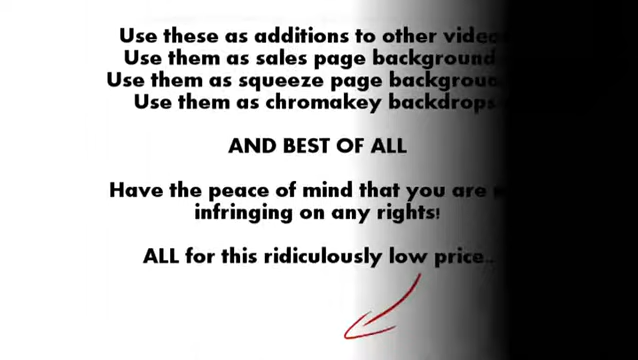 Use these as additions to other video
Use them as sales page background
Use them as squeeze page backgroun
Use them as chromakey backdrops
AND BEST OF ALL
Have the peace of mind that you are
infringing on any rights!
ALL for this ridiculously low price..